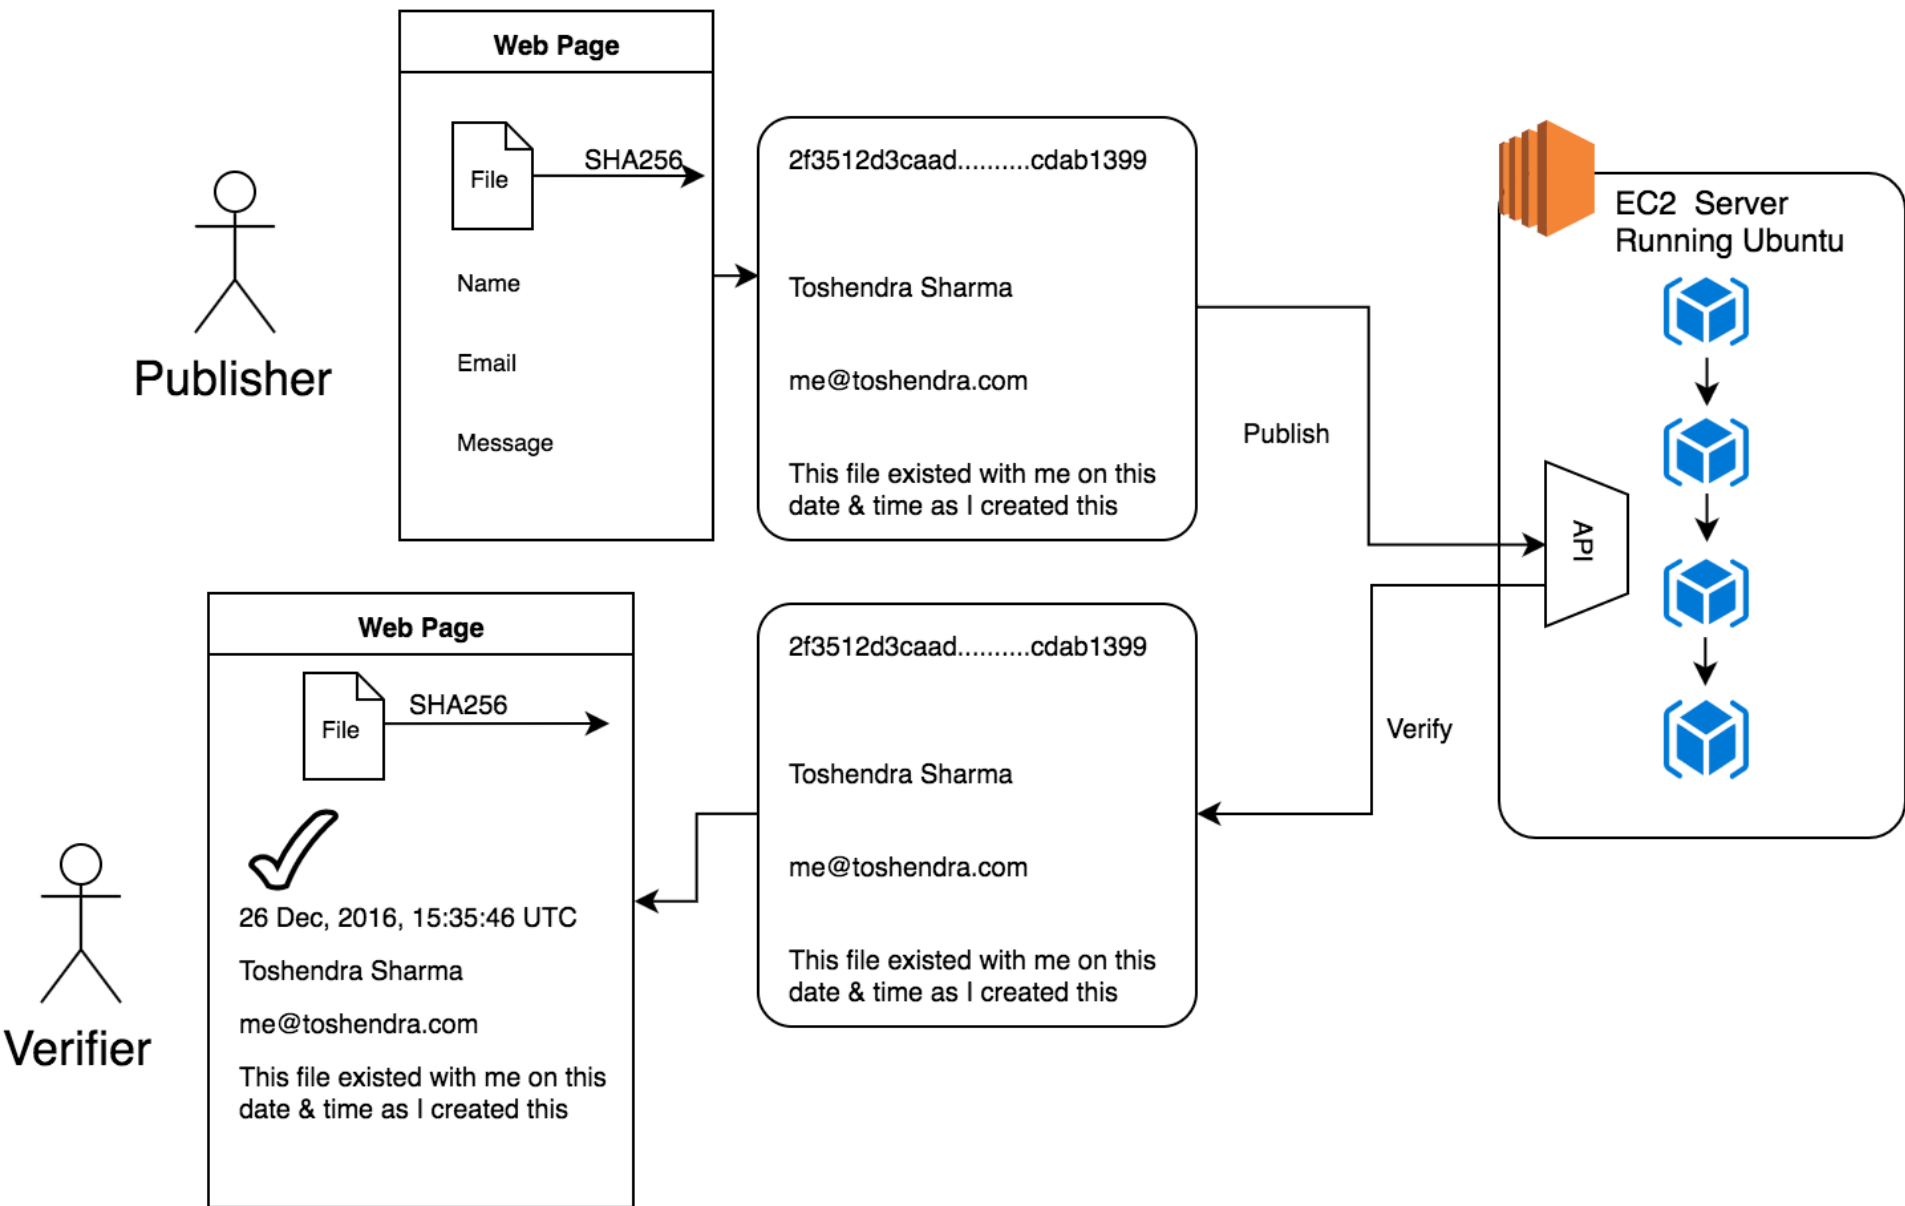 Web Page
File
SHA256
Name
Email
Message
Publisher
2f3512d3caad..........cdab1399
Toshendra Sharma
me@toshendra.com
This file existed with me on this
date & time as I created this
Publish
EC2 Server
Running Ubuntu
API
Web Page
File
SHA256
26 Dec, 2016, 15:35:46 UTC
Toshendra Sharma
me@toshendra.com
This file existed with me on this
date & time as I created this
Verifier
2f3512d3caad..........cdab1399
Toshendra Sharma
me@toshendra.com
This file existed with me on this
date & time as I created this
Verify